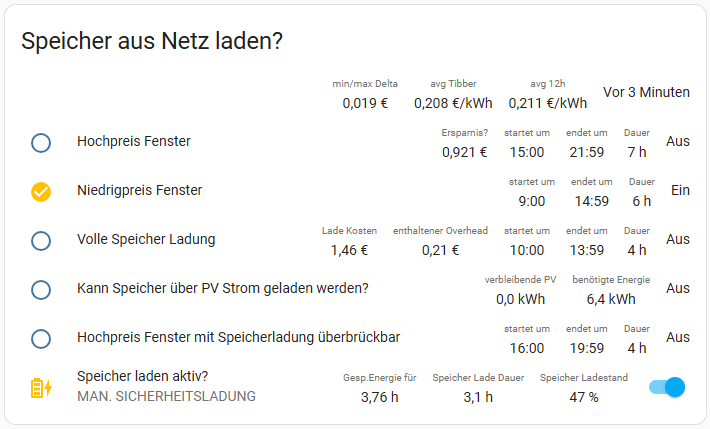 Speicher aus Netz laden?
min/max Delta avg Tibber avg 12h
0,019 € 0,208 €/kWh 0,211 €/kWh Vor 3 Minuten
Hochpreis Fenster Ersparnis? startet um endet um Dauer
0,921 € 15:00 21:59 7 h Aus
Niedrigpreis Fenster startet um endet um Dauer
9:00 14:59 6 h Ein
Volle Speicher Ladung Lade Kosten enthaltener Overhead startet um endet um Dauer
1,46 € 0,21 € 10:00 13:59 4 h Aus
Kann Speicher über PV Strom geladen werden? verbleibende PV benötigte Energie
0,0 kWh 6,4 kWh Aus
Hochpreis Fenster mit Speicherladung überbrückbar startet um endet um Dauer
16:00 19:59 4 h Aus
Speicher laden aktiv? Gesp.Energie für Speicher Lade Dauer Speicher Ladestand
MAN. SICHERHEITSLADUNG 3,76 h 3,1 h 47 %